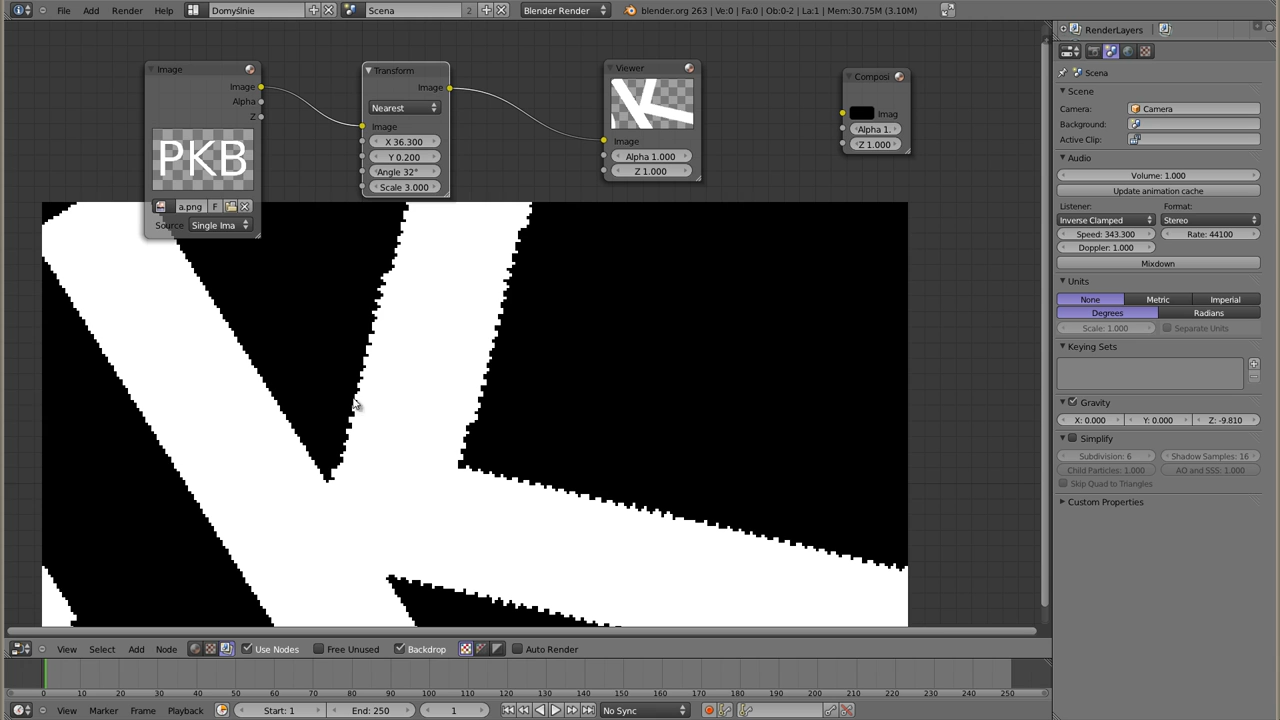 File Add Render Help Domyślnie Scena 2 Blender Render blender.org 263 | Ve:0 | Fa:0 | Ob:0-2 | La:1 | Mem:30.75M (3.10M)
RenderLayers
Scena
Scene
Camera: Camera
Background:
Active Clip:
Audio
Volume: 1.000
Update animation cache
Listener: Format:
Inverse Clamped Stereo
Speed: 343.300 Rate: 44100
Doppler: 1.000
Mixdown
Units
None Metric Imperial
Degrees Radians
Scale: 1.000 Separate Units
Keying Sets
Gravity
X: 0.000 Y: 0.000 Z: -9.810
Simplify
Subdivision: 6 Shadow Samples: 16
Child Particles: 1.000 AO and SSS: 1.000
Skip Quad to Triangles
Custom Properties
Image
Image
Alpha
Z
PKB
a.png F
Source Single Ima
Transform
Image
Nearest
Image
X 36.300
Y 0.200
Angle 32°
Scale 3.000
Viewer
Image
Alpha 1.000
Z 1.000
Composi
Imag
Alpha 1.
Z 1.000
View Select Add Node Use Nodes Free Unused Backdrop Auto Render
0 10 20 30 40 50 60 70 80 90 100 110 120 130 140 150 160 170 180 190 200 210 220 230 240 250
View Marker Frame Playback Start: 1 End: 250 1 No Sync